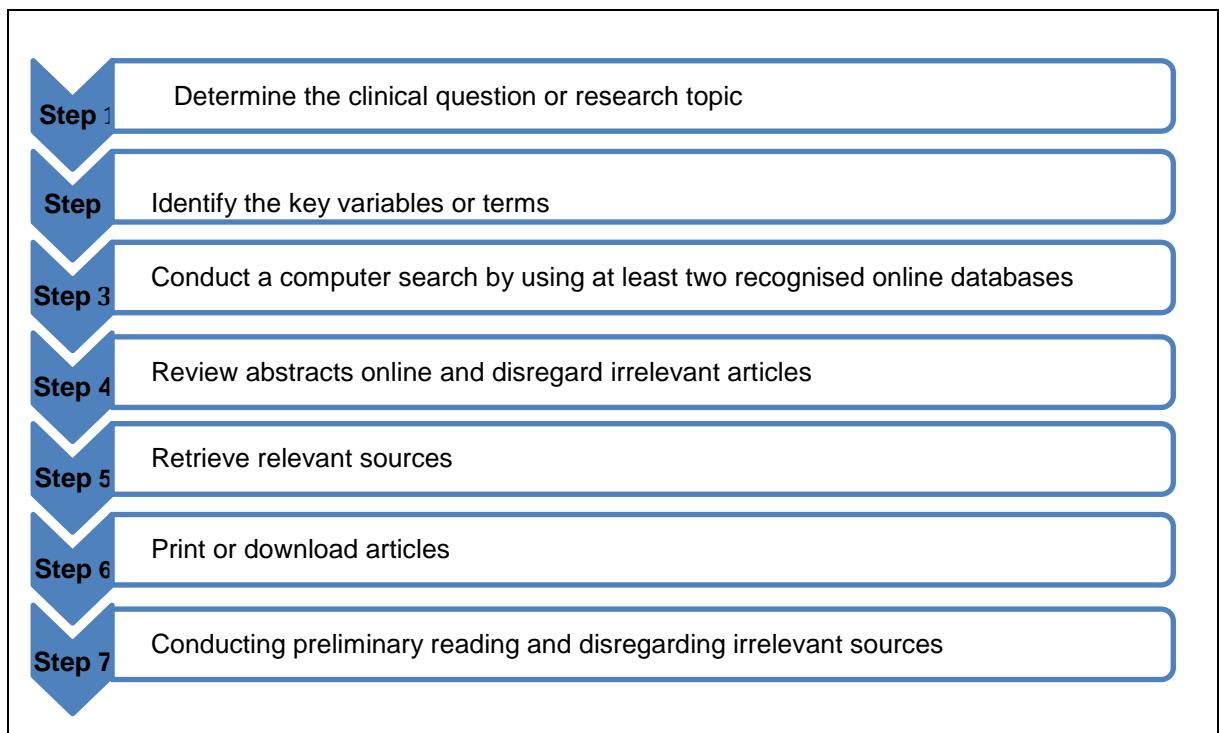 Step 1
Determine the clinical question or research topic
Step
Identify the key variables or terms
Step 3
Conduct a computer search by using at least two recognised online databases
Step 4
Review abstracts online and disregard irrelevant articles
Step 5
Retrieve relevant sources
Step 6
Print or download articles
Step 7
Conducting preliminary reading and disregarding irrelevant sources